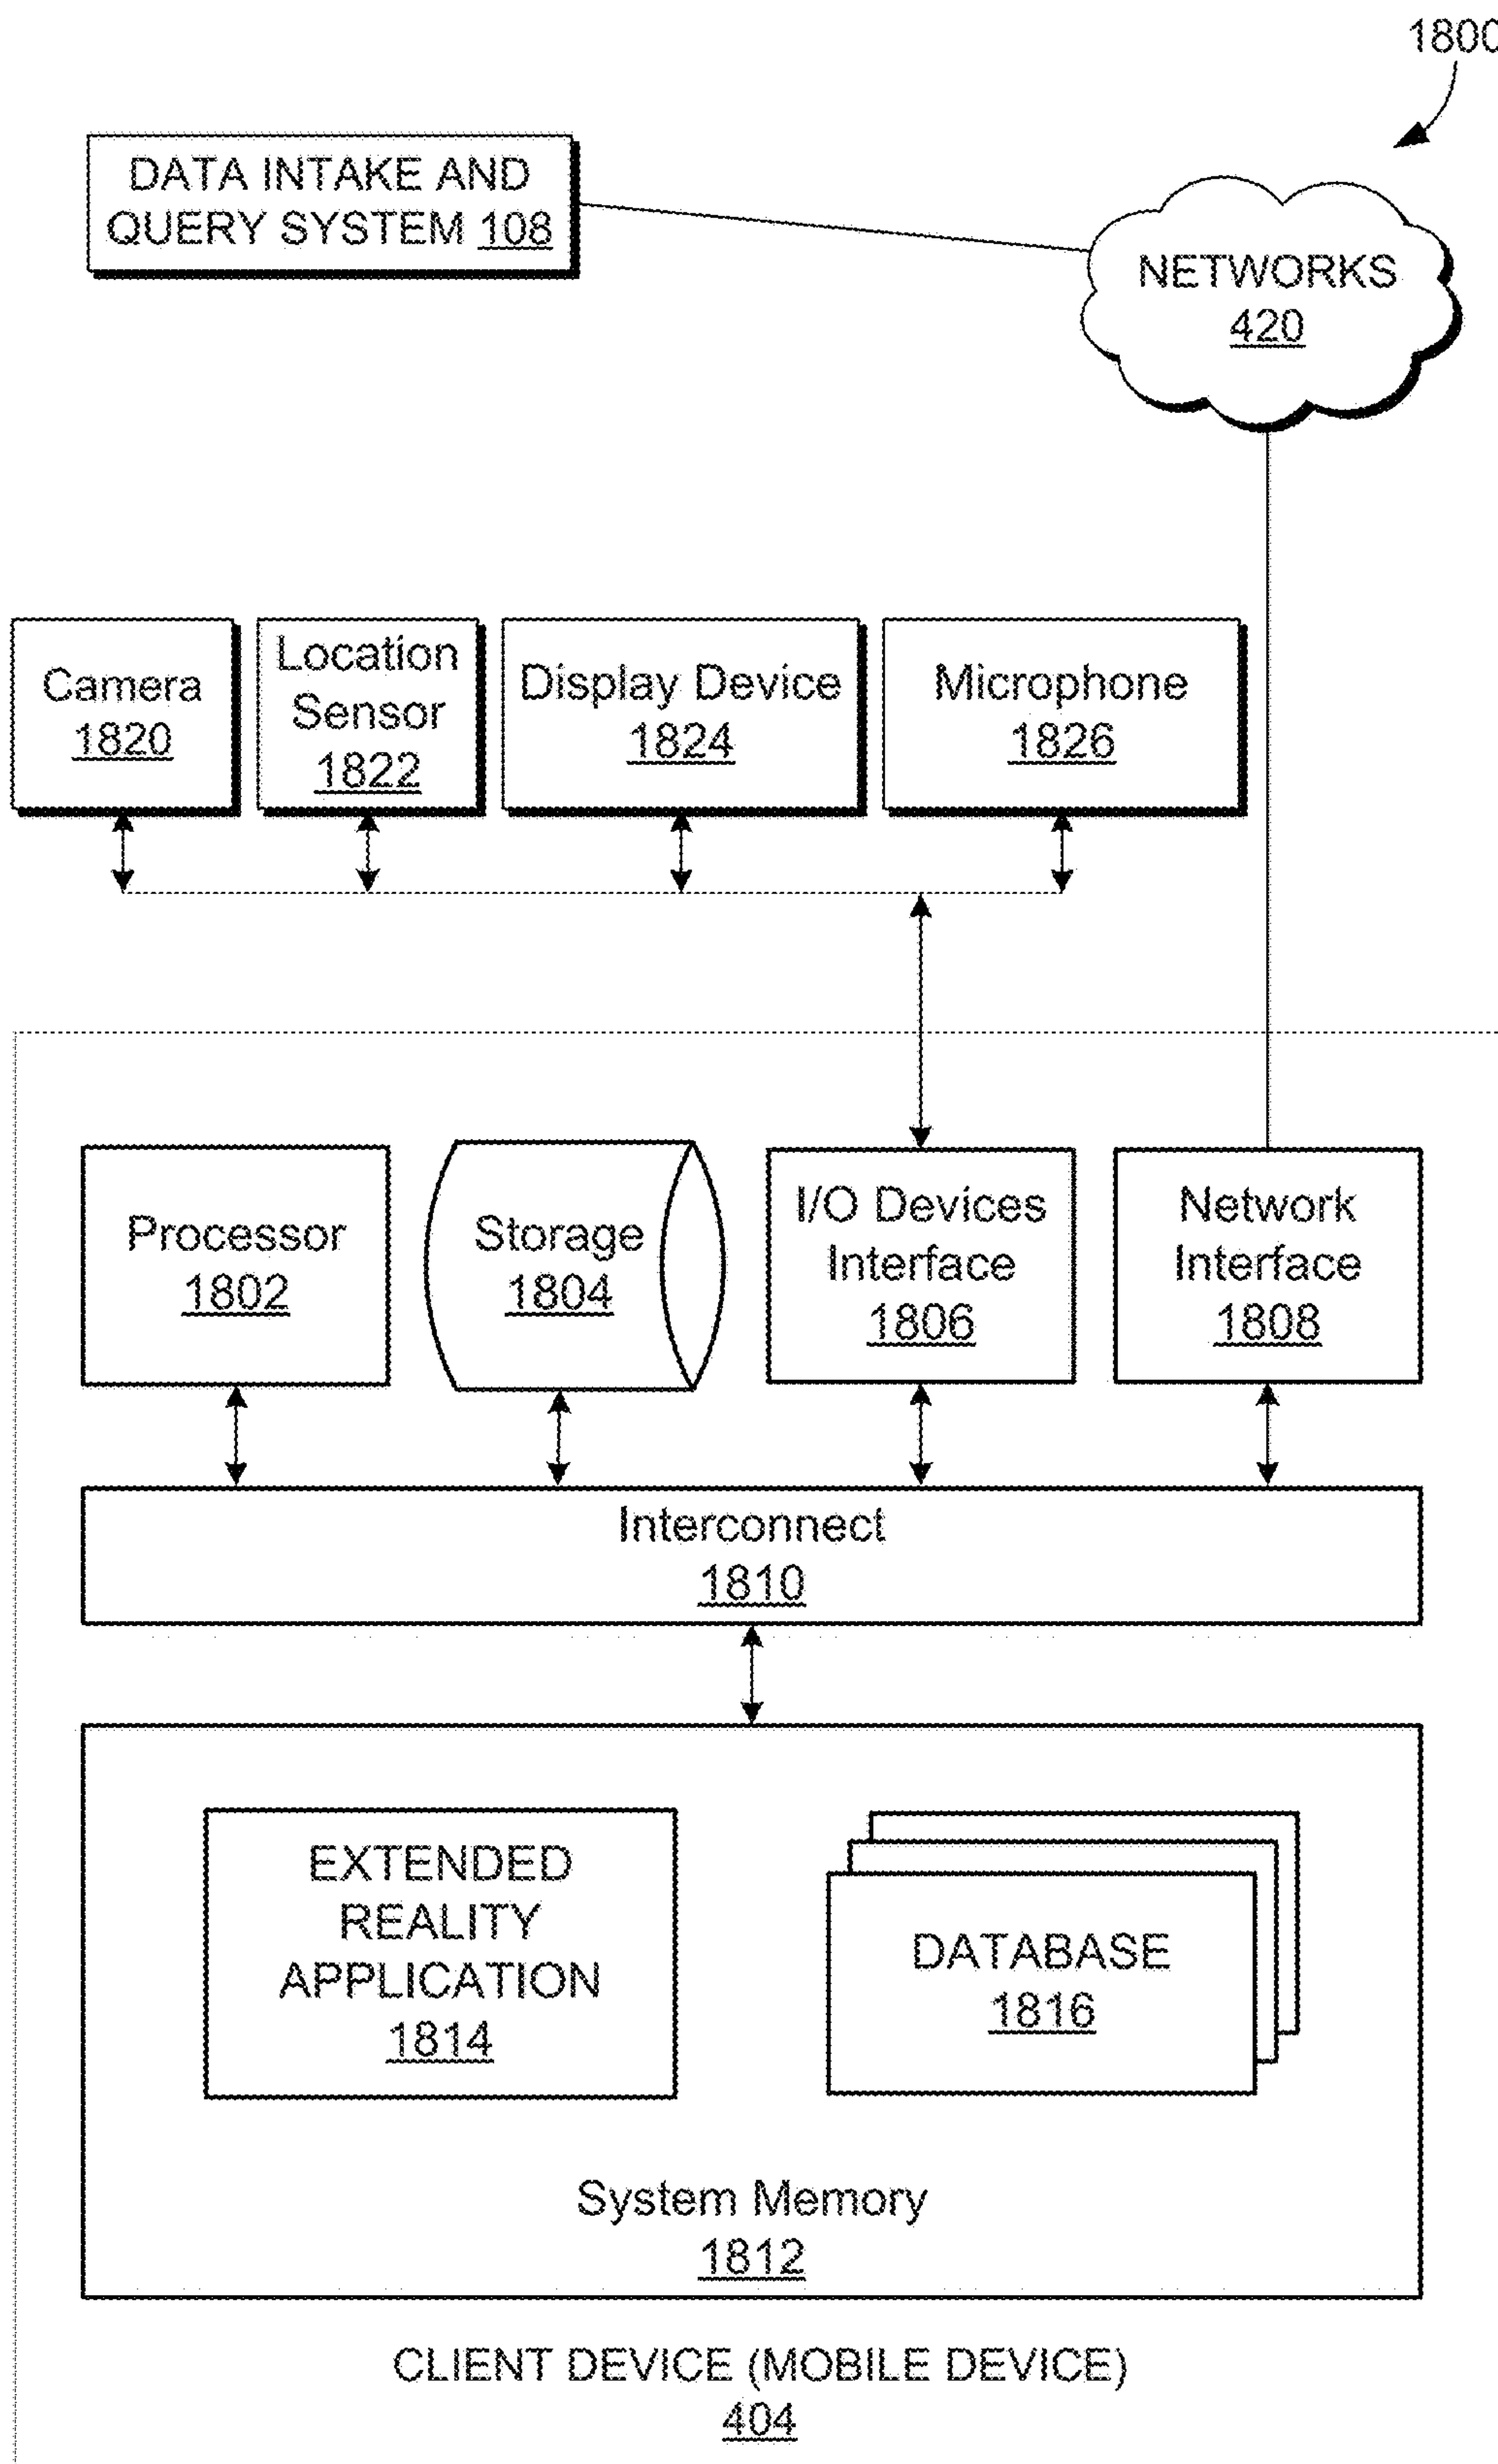 1800
DATA INTAKE AND
QUERY SYSTEM 108
NETWORKS
420
Camera
1820
Location
Sensor
1822
Display Device
1824
Microphone
1826
Processor
1802
Storage
1804
I/O Devices
Interface
1806
Network
Interface
1808
Interconnect
1810
EXTENDED
REALITY
APPLICATION
1814
DATABASE
1816
System Memory
1812
CLIENT DEVICE (MOBILE DEVICE)
404